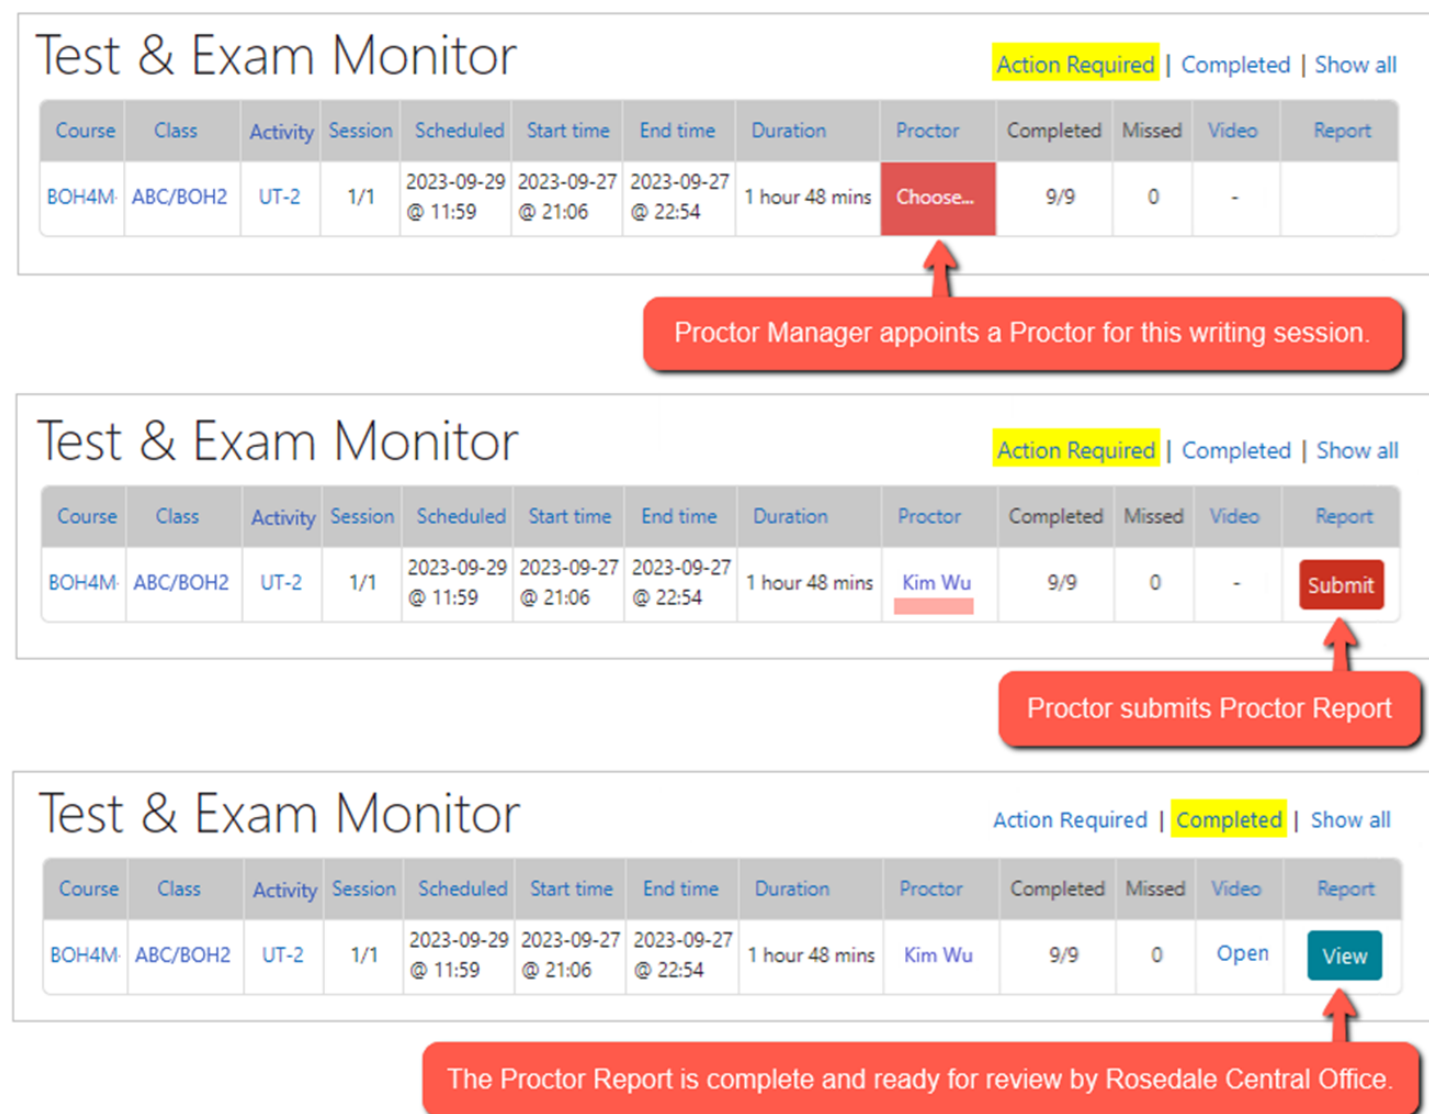 Test & Exam Monitor
Action Required | Completed | Show all
Course Class Activity Session Scheduled Start time End time Duration Proctor Completed Missed Video Report
BOH4M- ABC/BOH2 UT-2 1/1 2023-09-29 @ 11:59 2023-09-27 @ 21:06 2023-09-27 @ 22:54 1 hour 48 mins Choose... 9/9 0 -
Proctor Manager appoints a Proctor for this writing session.
Test & Exam Monitor
Action Required | Completed | Show all
Course Class Activity Session Scheduled Start time End time Duration Proctor Completed Missed Video Report
BOH4M- ABC/BOH2 UT-2 1/1 2023-09-29 @ 11:59 2023-09-27 @ 21:06 2023-09-27 @ 22:54 1 hour 48 mins Kim Wu 9/9 0 - Submit
Proctor submits Proctor Report
Test & Exam Monitor
Action Required | Completed | Show all
Course Class Activity Session Scheduled Start time End time Duration Proctor Completed Missed Video Report
BOH4M- ABC/BOH2 UT-2 1/1 2023-09-29 @ 11:59 2023-09-27 @ 21:06 2023-09-27 @ 22:54 1 hour 48 mins Kim Wu 9/9 0 Open View
The Proctor Report is complete and ready for review by Rosedale Central Office.